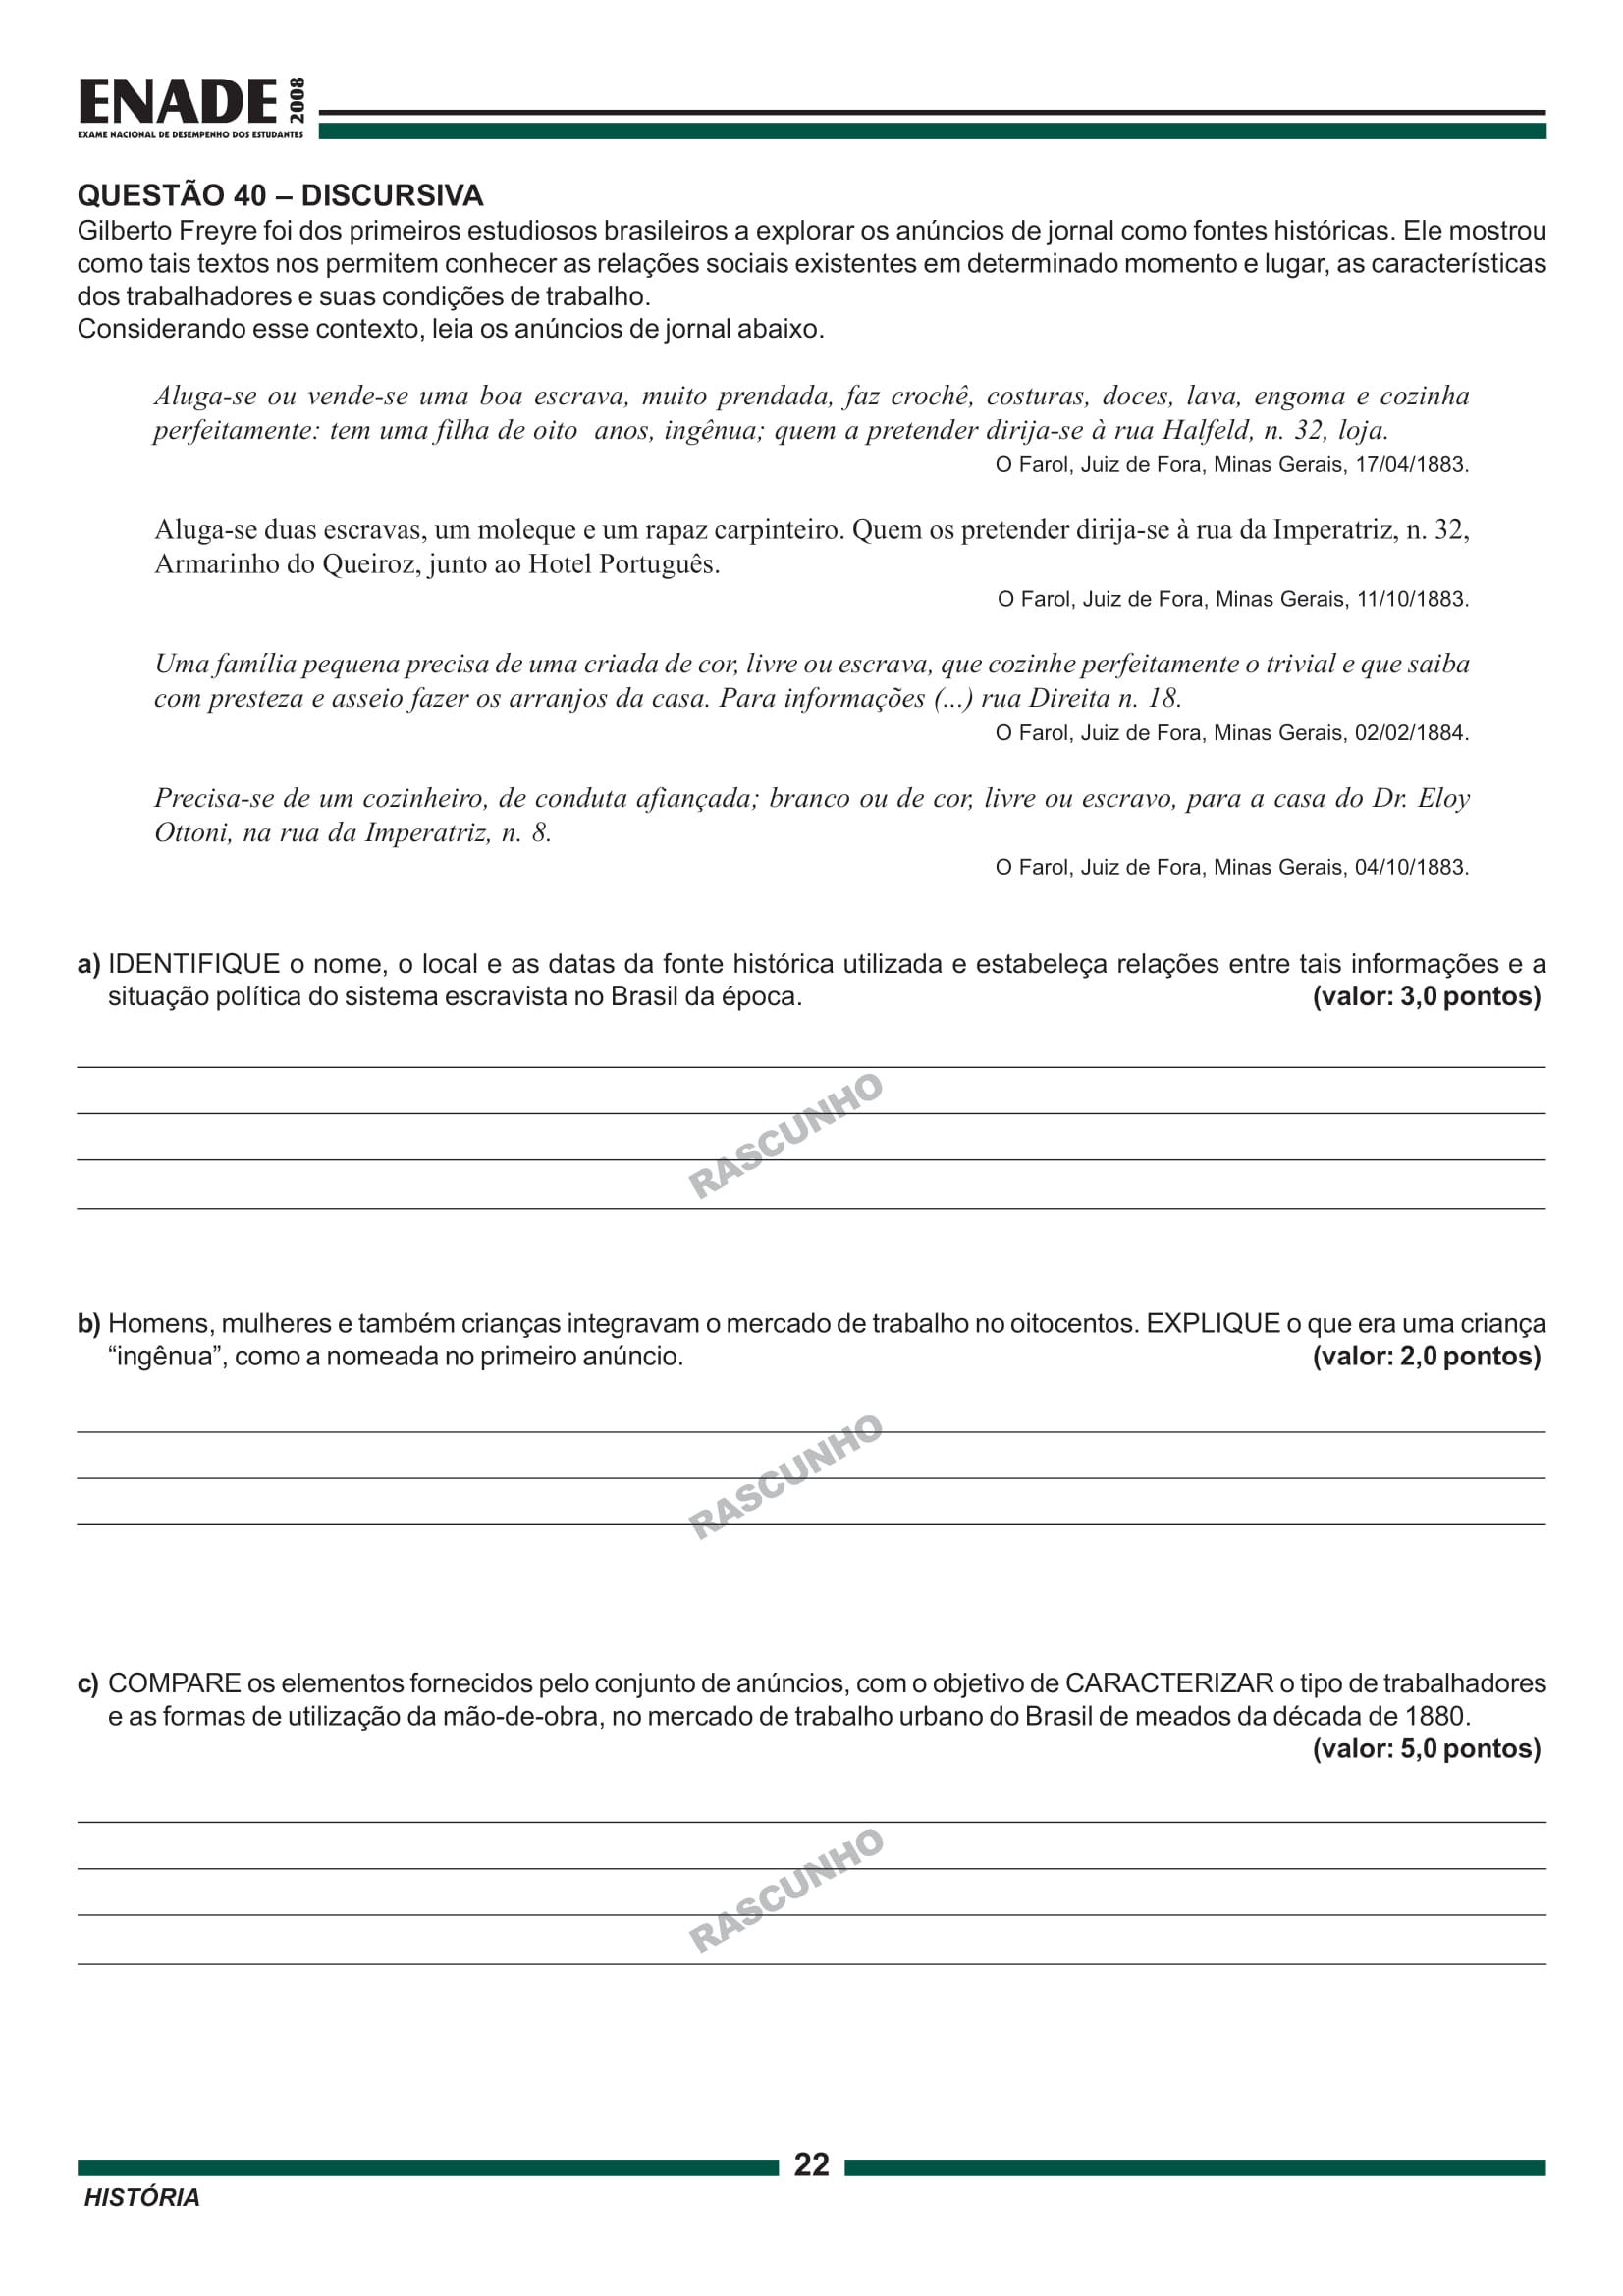 ENADE 2008
EXAME NACIONAL DE DESEMPENHO DOS ESTUDANTES
QUESTÃO 40 – DISCURSIVA
Gilberto Freyre foi dos primeiros estudiosos brasileiros a explorar os anúncios de jornal como fontes históricas. Ele mostrou
como tais textos nos permitem conhecer as relações sociais existentes em determinado momento e lugar, as características
dos trabalhadores e suas condições de trabalho.
Considerando esse contexto, leia os anúncios de jornal abaixo.
Aluga-se ou vende-se uma boa escrava, muito prendada, faz crochê, costuras, doces, lava, engoma e cozinha
perfeitamente: tem uma filha de oito anos, ingênua; quem a pretender dirija-se à rua Halfeld, n. 32, loja.
O Farol, Juiz de Fora, Minas Gerais, 17/04/1883.
Aluga-se duas escravas, um moleque e um rapaz carpinteiro. Quem os pretender dirija-se à rua da Imperatriz, n. 32,
Armarinho do Queiroz, junto ao Hotel Português.
O Farol, Juiz de Fora, Minas Gerais, 11/10/1883.
Uma família pequena precisa de uma criada de cor, livre ou escrava, que cozinhe perfeitamente o trivial e que saiba
com presteza e asseio fazer os arranjos da casa. Para informações (...) rua Direita n. 18.
O Farol, Juiz de Fora, Minas Gerais, 02/02/1884.
Precisa-se de um cozinheiro, de conduta afiançada; branco ou de cor, livre ou escravo, para a casa do Dr. Eloy
Ottoni, na rua da Imperatriz, n. 8.
O Farol, Juiz de Fora, Minas Gerais, 04/10/1883.
a) IDENTIFIQUE o nome, o local e as datas da fonte histórica utilizada e estabeleça relações entre tais informações e a
situação política do sistema escravista no Brasil da época. (valor: 3,0 pontos)
RASCUNHO
b) Homens, mulheres e também crianças integravam o mercado de trabalho no oitocentos. EXPLIQUE o que era uma criança
“ingênua”, como a nomeada no primeiro anúncio. (valor: 2,0 pontos)
RASCUNHO
c) COMPARE os elementos fornecidos pelo conjunto de anúncios, com o objetivo de CARACTERIZAR o tipo de trabalhadores
e as formas de utilização da mão-de-obra, no mercado de trabalho urbano do Brasil de meados da década de 1880.
(valor: 5,0 pontos)
RASCUNHO
22
HISTÓRIA